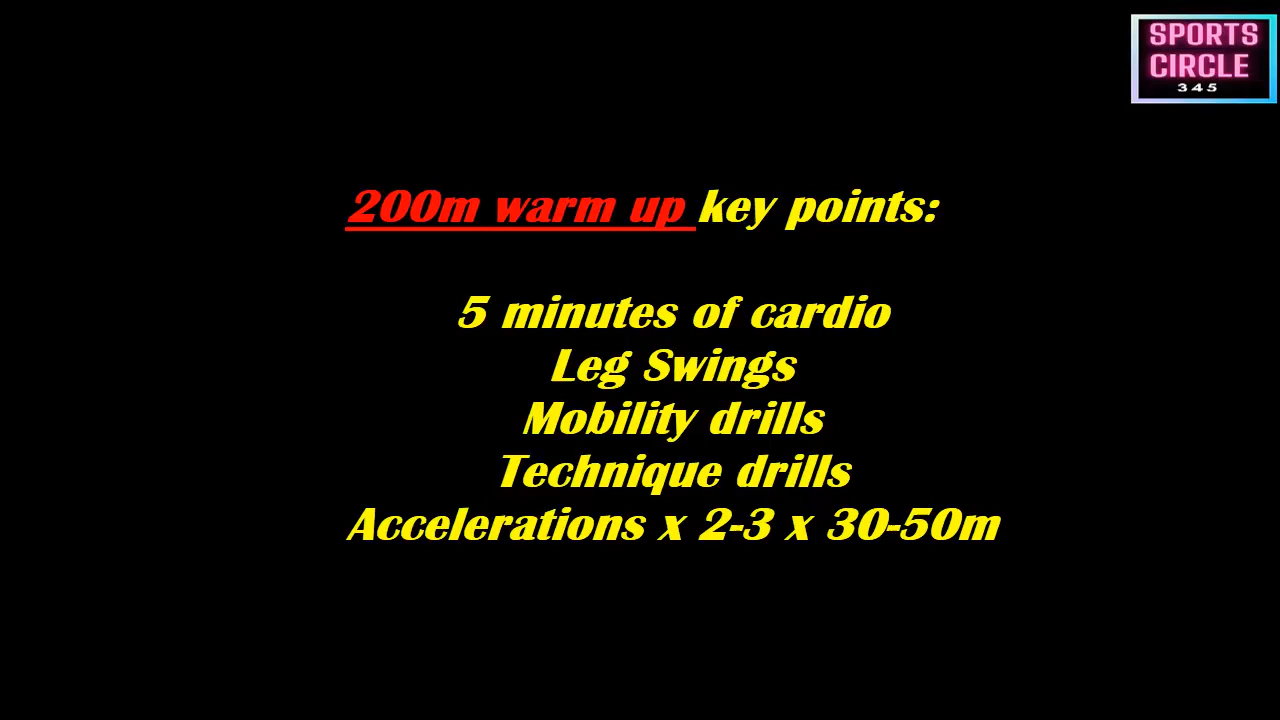 SPORTS
CIRCLE
345
200m warm up key points:
5 minutes of cardio
Leg Swings
Mobility drills
Technique drills
Accelerations x 2-3 x 30-50m